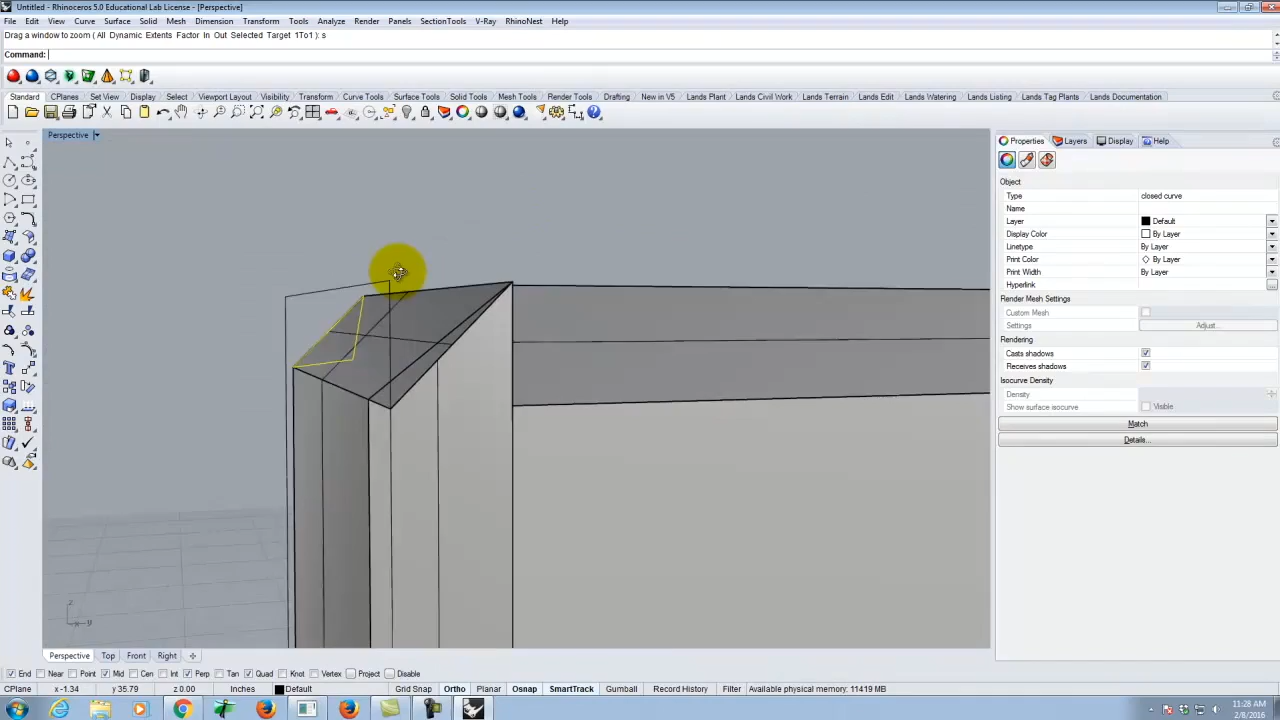 Untitled - Rhinoceros 5.0 Educational Lab License - [Perspective]
File Edit View Curve Surface Solid Mesh Dimension Transform Tools Analyze Render Panels SectionTools V-Ray RhinoNest Help
Drag a window to zoom ( All Dynamic Extents Factor In Out Selected Target 1To1 ): s
Command:
Standard CPlanes Set View Display Select Viewport Layout Visibility Transform Curve Tools Surface Tools Solid Tools Mesh Tools Render Tools Drafting New in V5 Lands Plant Lands Civil Work Lands Terrain Lands Edit Lands Watering Lands Listing Lands Tag Plants Lands Documentation
Perspective
Properties Layers Display Help
Object
Type closed curve
Name
Layer Default
Display Color By Layer
Linetype By Layer
Print Color By Layer
Print Width By Layer
Hyperlink
Render Mesh Settings
Custom Mesh
Settings Adjust...
Rendering
Casts shadows
Receives shadows
Isocurve Density
Density
Show surface isocurve Visible
Match
Details...
z
y
Perspective Top Front Right
End Near Point Mid Cen Int Perp Tan Quad Knot Vertex Project Disable
CPlane x -1.34 y 35.79 z 0.00 Inches Default Grid Snap Ortho Planar Osnap SmartTrack Gumball Record History Filter Available physical memory: 11419 MB
11:28 AM
2/8/2016